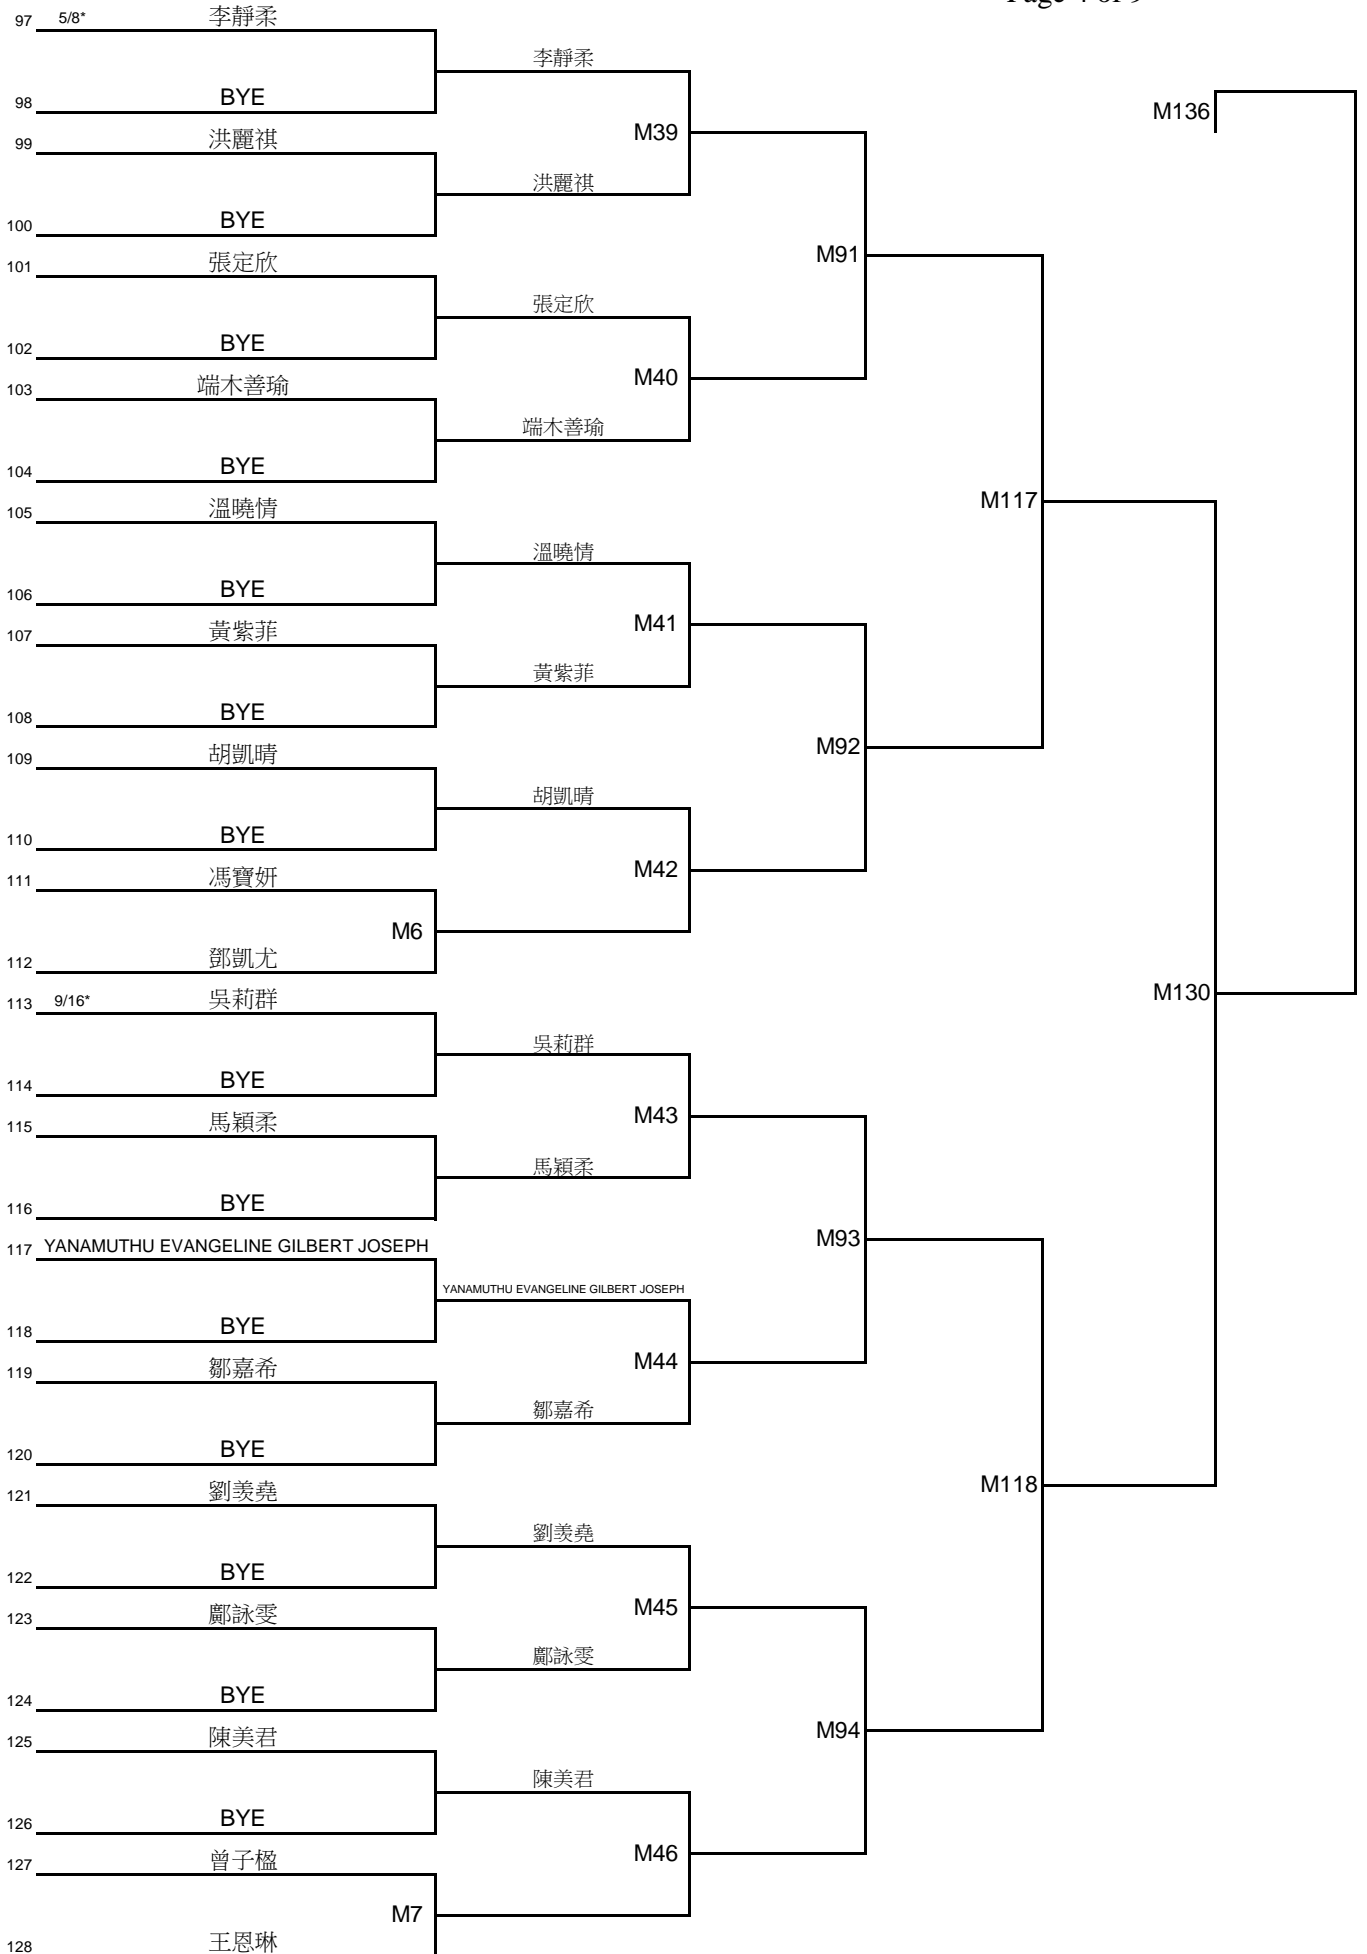 97 5/8* 李靜柔
李靜柔
98 BYE
M136
99 洪麗祺
M39
洪麗祺
100 BYE
M91
101 張定欣
張定欣
102 BYE
M40
103 端木善瑜
端木善瑜
104 BYE
105 溫曉情
M117
溫曉情
106 BYE
M41
107 黃紫菲
黃紫菲
108 BYE
M92
109 胡凱晴
胡凱晴
110 BYE
M42
111 馮寶妍
M6
112 鄧凱尤
M130
113 9/16* 吳莉群
吳莉群
114 BYE
M43
115 馬穎柔
馬穎柔
116 BYE
M93
117 YANAMUTHU EVANGELINE GILBERT JOSEPH
YANAMUTHU EVANGELINE GILBERT JOSEPH
118 BYE
M44
119 鄒嘉希
鄒嘉希
120 BYE
M118
121 劉羨堯
劉羨堯
122 BYE
M45
123 鄺詠雯
鄺詠雯
124 BYE
M94
125 陳美君
陳美君
126 BYE
M46
127 曾子楹
M7
128 王恩琳